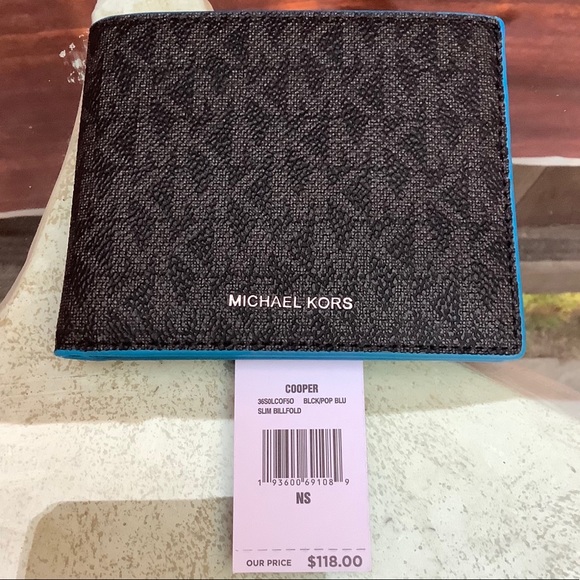 MICHAEL KORS
COOPER
36S0LCOF5O BLCK/POP BLU
SLIM BILLFOLD
1 93600 69108 9
NS
OUR PRICE $118.00